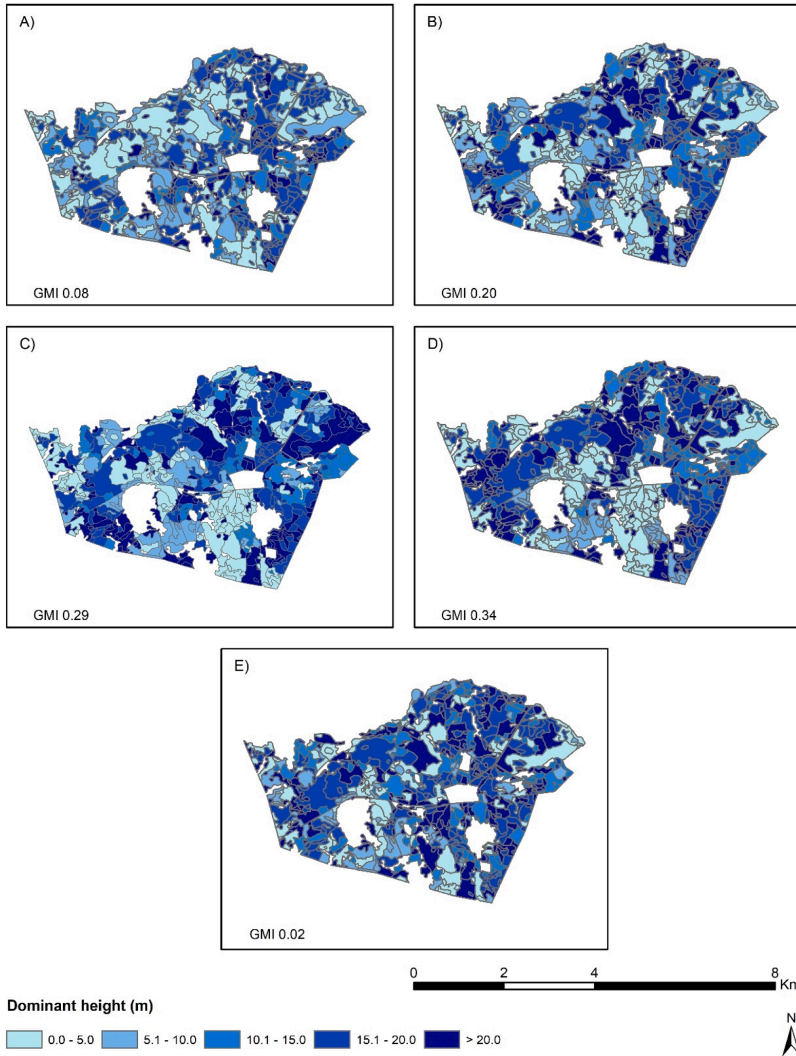 A)
GMI 0.08
B)
GMI 0.20
C)
GMI 0.29
D)
GMI 0.34
E)
GMI 0.02
0 2 4 8
Km
Dominant height (m)
0.0 - 5.0 5.1 - 10.0 10.1 - 15.0 15.1 - 20.0 > 20.0
N